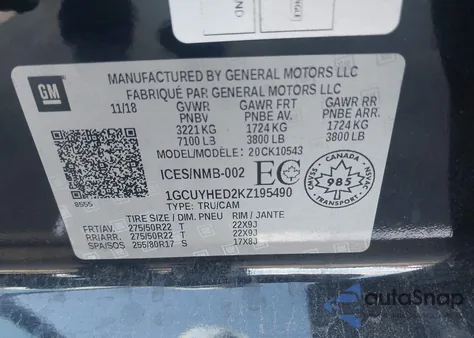 ND
SINGLE
GM
MANUFACTURED BY GENERAL MOTORS LLC
FABRIQUÉ PAR GENERAL MOTORS LLC
11/18 GVWR GAWR FRT GAWR RR
PNBV PNBE AV. PNBE ARR.
3221 KG 1724 KG 1724 KG
7100 LB 3800 LB 3800 LB
MODEL/MODÈLE: 20CK10543
ICES/NMB-002 EC
CANADA
985
1GCUYHED2KZ195490
TYPE: TRU/CAM
TIRE SIZE / DIM. PNEU RIM / JANTE
FRT/AV. 275/50R22 T 22X9J
RR/ARR. 275/50R22 T 22X9J
SPA/SOS 255/80R17 S 17X8J
autoSnap